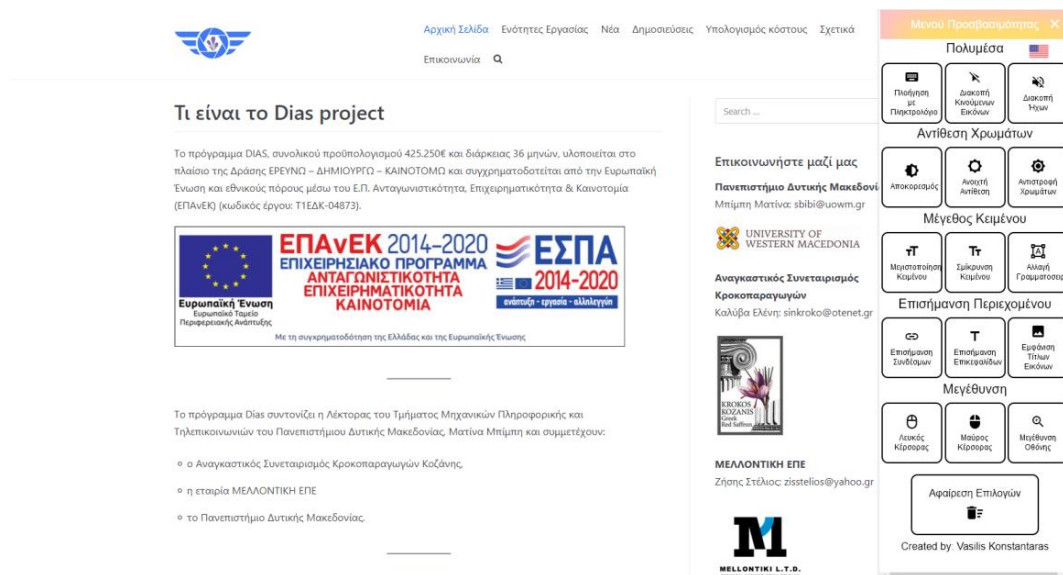 Αρχική Σελίδα Ενότητες Εργασίας Νέα Δημοσιεύσεις Υπολογισμός κόστους Σχετικά
Επικοινωνία
Τι είναι το Dias project
Το πρόγραμμα DIAS, συνολικού προϋπολογισμού 425.250€ και διάρκειας 36 μηνών, υλοποιείται στο
πλαίσιο της Δράσης ΕΡΕΥΝΩ – ΔΗΜΙΟΥΡΓΩ – ΚΑΙΝΟΤΟΜΩ και συγχρηματοδοτείται από την Ευρωπαϊκή
Ένωση και εθνικούς πόρους μέσω του Ε.Π. Ανταγωνιστικότητα, Επιχειρηματικότητα & Καινοτομία
(ΕΠΑνΕΚ) (κωδικός έργου: Τ1ΕΔΚ-04873).
Ευρωπαϊκή Ένωση
Ευρωπαϊκό Ταμείο
Περιφερειακής Ανάπτυξης
ΕΠΑνΕΚ 2014–2020
ΕΠΙΧΕΙΡΗΣΙΑΚΟ ΠΡΟΓΡΑΜΜΑ
ΑΝΤΑΓΩΝΙΣΤΙΚΟΤΗΤΑ
ΕΠΙΧΕΙΡΗΜΑΤΙΚΟΤΗΤΑ
ΚΑΙΝΟΤΟΜΙΑ
ΕΣΠΑ
2014–2020
ανάπτυξη - εργασία - αλληλεγγύη
Με τη συγχρηματοδότηση της Ελλάδας και της Ευρωπαϊκής Ένωσης
Το πρόγραμμα Dias συντονίζει η Λέκτορας του Τμήματος Μηχανικών Πληροφορικής και
Τηλεπικοινωνιών του Πανεπιστήμιου Δυτικής Μακεδονίας, Ματίνα Μπίμπη και συμμετέχουν:
ο Αναγκαστικός Συνεταιρισμός Κροκοπαραγωγών Κοζάνης,
η εταιρία ΜΕΛΛΟΝΤΙΚΗ ΕΠΕ
το Πανεπιστήμιο Δυτικής Μακεδονίας.
Search ...
Επικοινωνήστε μαζί μας
Πανεπιστήμιο Δυτικής Μακεδονί
Μπίμπη Ματίνα: sbibi@uowm.gr
UNIVERSITY OF
WESTERN MACEDONIA
Αναγκαστικός Συνεταιρισμός
Κροκοπαραγωγών
Καλύβα Ελένη: sinkroko@otenet.gr
KROKOS
KOZANIS
Greek
Red Saffron
ΜΕΛΛΟΝΤΙΚΗ ΕΠΕ
Ζήσης Στέλιος: zisstelios@yahoo.gr
MELLONTIKI L.T.D.
Μενού Προσβασιμότητας ×
Πολυμέσα
Πλοήγηση
με
Πληκτρολόγιο
Διακοπή
Κινούμενων
Εικόνων
Διακοπή
Ήχων
Αντίθεση Χρωμάτων
Αποκορεσμός
Ανοιχτή
Αντίθεση
Αντιστροφή
Χρωμάτων
Μέγεθος Κειμένου
Μεγιστοποίηση
Κειμένου
Σμίκρυνση
Κειμένου
Αλλαγή
Γραμματοσειρ
Επισήμανση Περιεχομένου
Επισήμανση
Συνδέσμων
Επισήμανση
Επικεφαλίδων
Εμφάνιση
Τίτλων
Εικόνων
Μεγέθυνση
Λευκός
Κέρσορας
Μαύρος
Κέρσορας
Μεγέθυνση
Οθόνης
Αφαίρεση Επιλογών
Created by: Vasilis Konstantaras